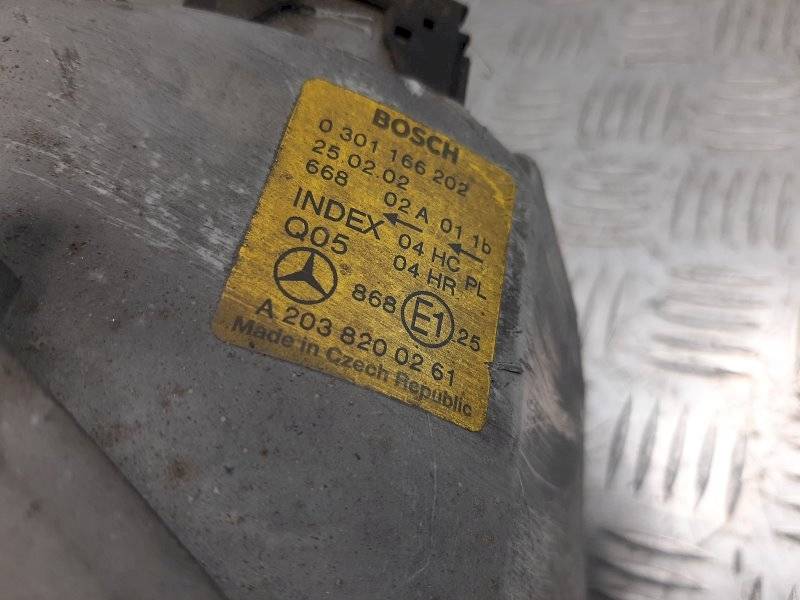 BOSCH
0 301 166 202
25 02.02
668 02 A 01 1b
INDEX 04 HC PL
Q05 04 HR
868 E1 25
A 203 820 02 61
Made in Czech Republic